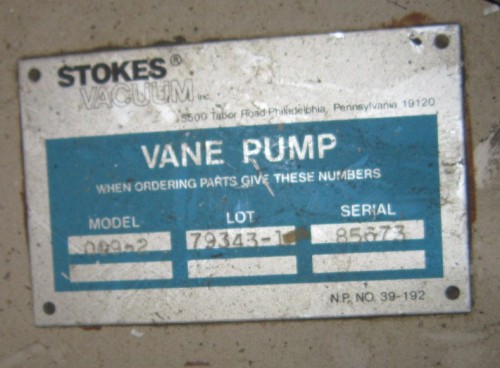 STOKES®
VACUUM Inc.
5500 Tabor Road Philadelphia, Pennsylvania 19120
VANE PUMP
WHEN ORDERING PARTS GIVE THESE NUMBERS
MODEL LOT SERIAL
79343-1 85673
N.P. NO. 39-192